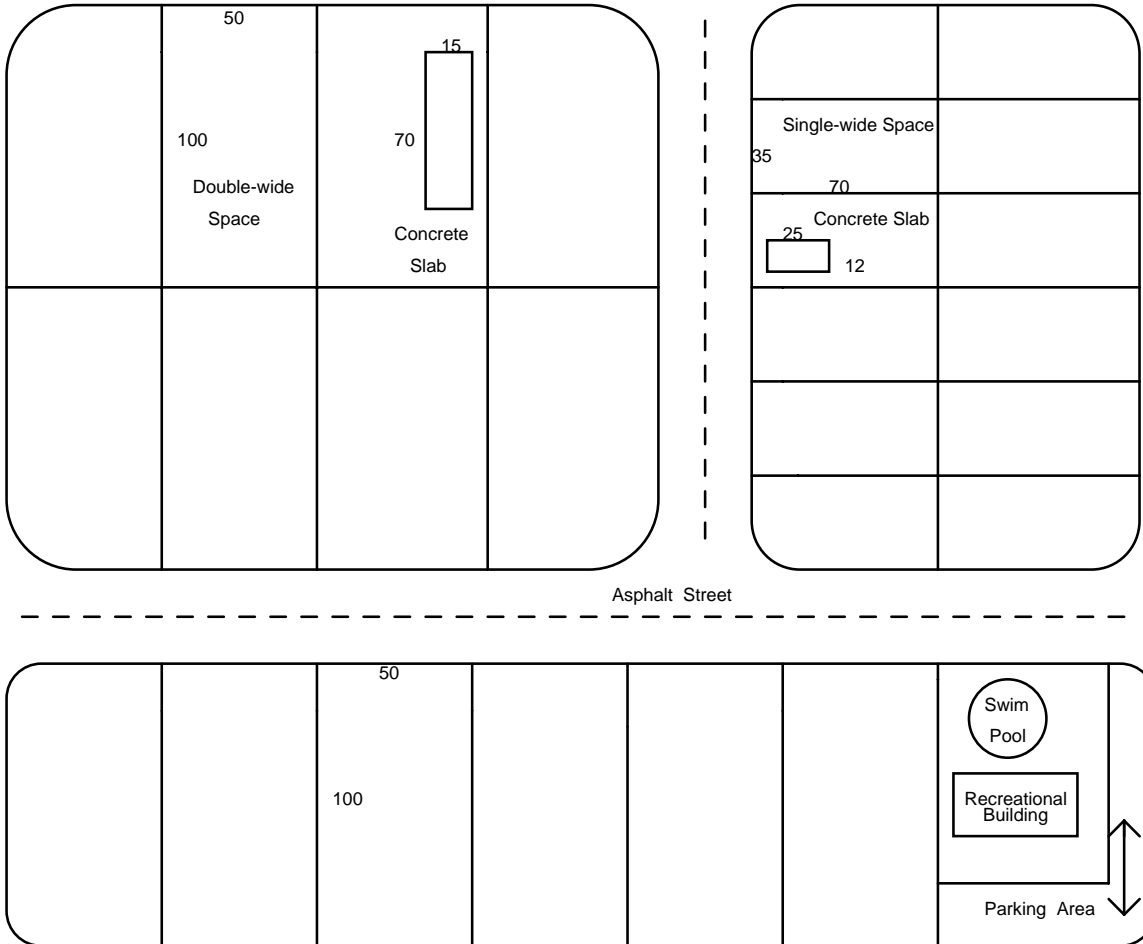 50
15
100
70
Double-wide
Space
Concrete
Slab
Single-wide Space
35
70
Concrete Slab
25
12
Asphalt Street
50
100
Swim
Pool
Recreational
Building
Parking Area